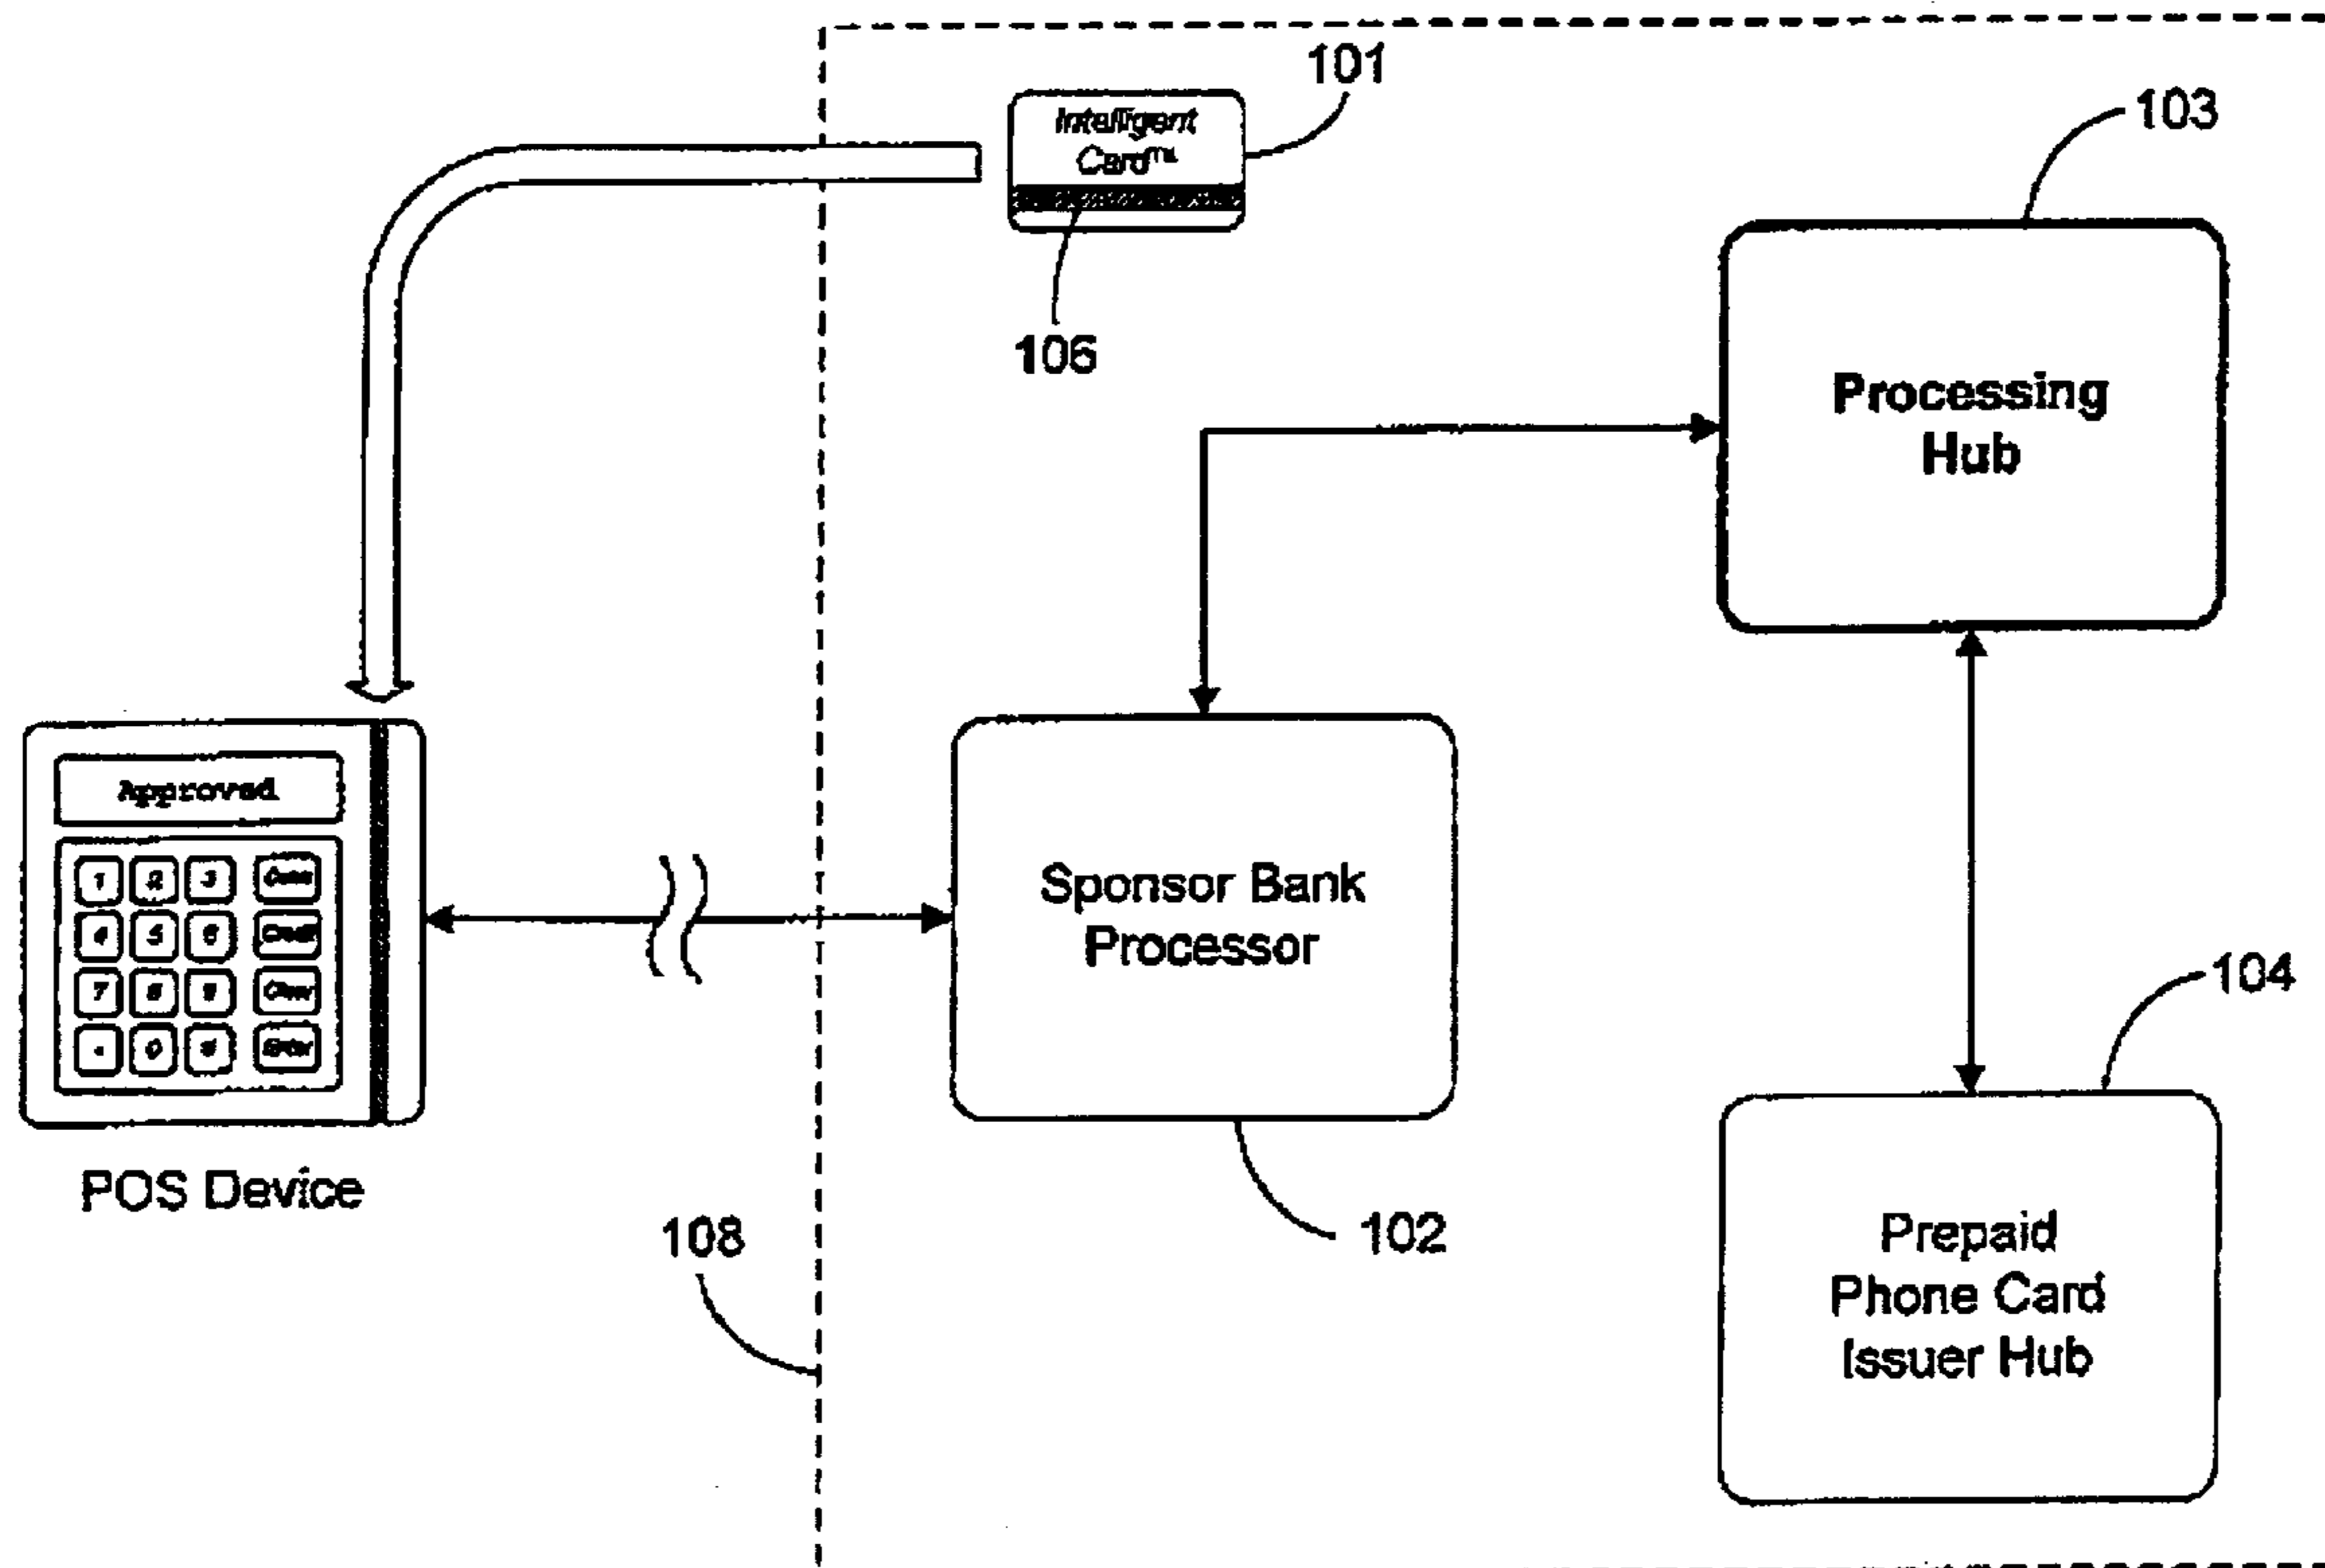 101
Intelligent
Card™
103
106
Processing
Hub
Approved
1 2 3
4 5 6
7 8 9
0
Sponsor Bank
Processor
104
POS Device
108
102
Prepaid
Phone Card
Issuer Hub